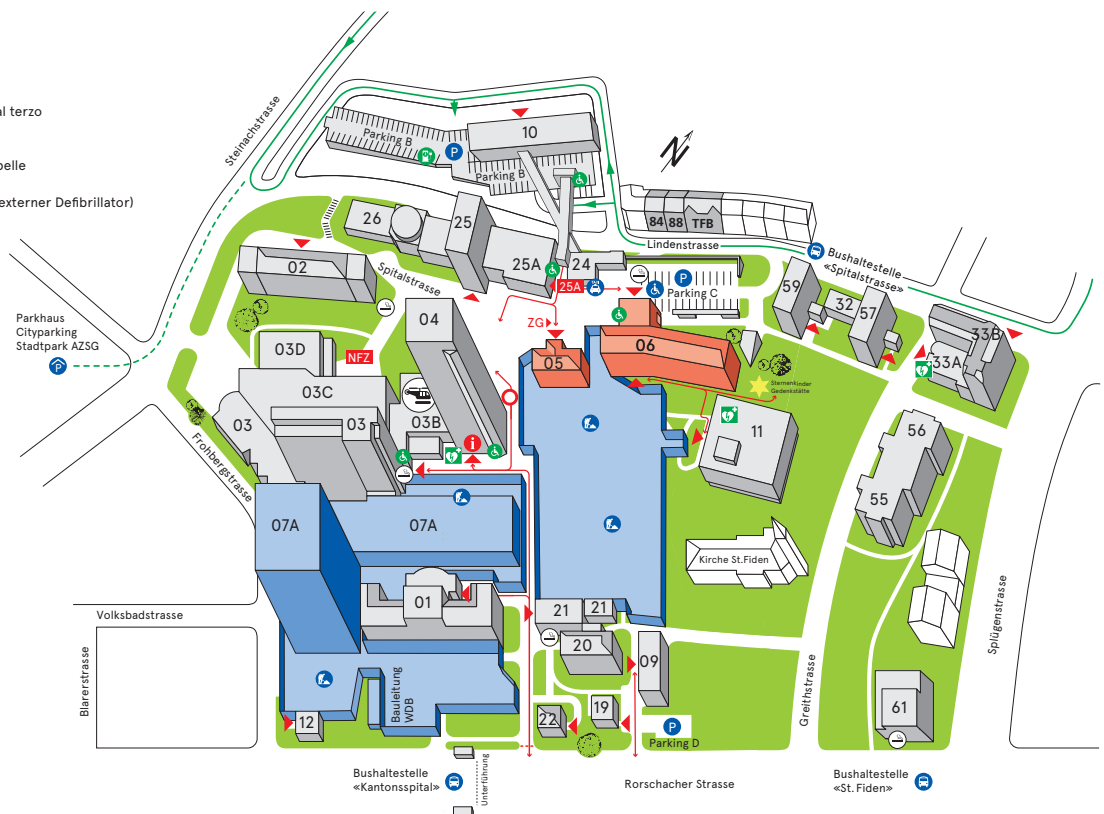 al terzo
pelle
externer Defibrillator)
Steinachstrasse
Parking B
10
Parking B
N
84 88 TFB
Lindenstrasse
Bushaltestelle
«Spitalstrasse»
26
25
25A
24
25A
Parking C
02
Spitalstrasse
59
32
57
33B
33A
Parkhaus
Cityparking
Stadtpark AZSG
P
04
ZG
05
06
03D
NFZ
03C
03
03
03B
i
Sternenkinder
Gedenkstätte
11
56
55
Frohbergstrasse
07A
07A
Kirche St.Fiden
01
21
21
20
09
Volksbadstrasse
Blarerstrasse
Bauleitung
WDB
12
22
19
P
Parking D
Greithstrasse
Splügenstrasse
61
Unterführung
Bushaltestelle
«Kantonsspital»
Rorschacher Strasse
Bushaltestelle
«St. Fiden»
P
P